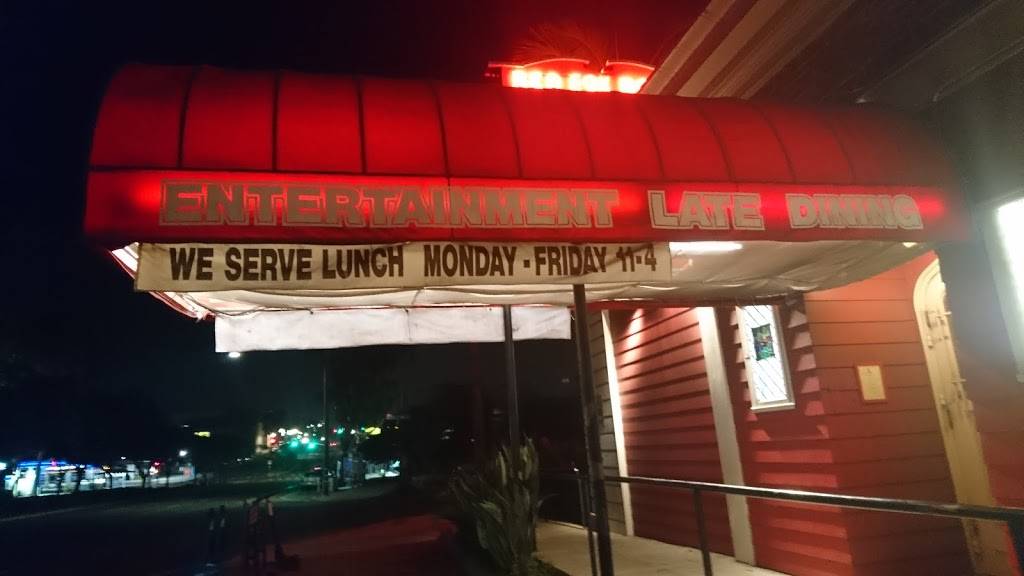 ENTERTAINMENT LATE DINING
WE SERVE LUNCH MONDAY - FRIDAY 11-4